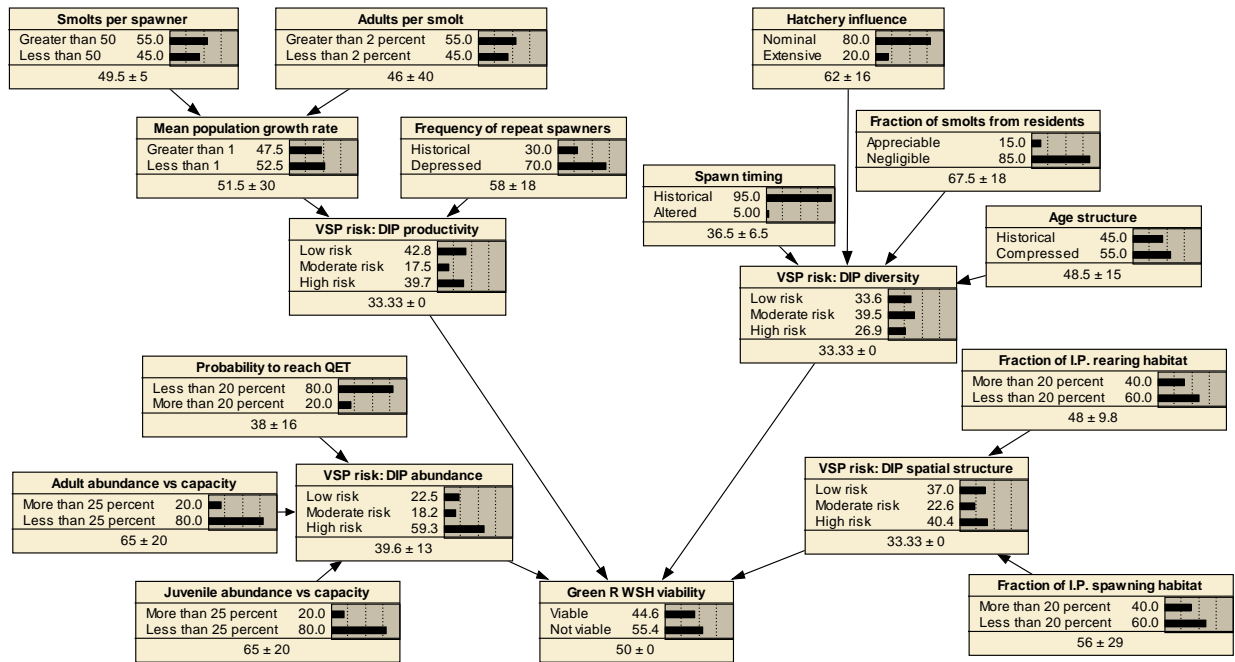 Smolts per spawner
Greater than 50 55.0
Less than 50 45.0
49.5 ± 5
Adults per smolt
Greater than 2 percent 55.0
Less than 2 percent 45.0
46 ± 40
Hatchery influence
Nominal 80.0
Extensive 20.0
62 ± 16
Mean population growth rate
Greater than 1 47.5
Less than 1 52.5
51.5 ± 30
Frequency of repeat spawners
Historical 30.0
Depressed 70.0
58 ± 18
Fraction of smolts from residents
Appreciable 15.0
Negligible 85.0
67.5 ± 18
Spawn timing
Historical 95.0
Altered 5.00
36.5 ± 6.5
Age structure
Historical 45.0
Compressed 55.0
48.5 ± 15
VSP risk: DIP productivity
Low risk 42.8
Moderate risk 17.5
High risk 39.7
33.33 ± 0
VSP risk: DIP diversity
Low risk 33.6
Moderate risk 39.5
High risk 26.9
33.33 ± 0
Probability to reach QET
Less than 20 percent 80.0
More than 20 percent 20.0
38 ± 16
Fraction of I.P. rearing habitat
More than 20 percent 40.0
Less than 20 percent 60.0
48 ± 9.8
Adult abundance vs capacity
More than 25 percent 20.0
Less than 25 percent 80.0
65 ± 20
VSP risk: DIP abundance
Low risk 22.5
Moderate risk 18.2
High risk 59.3
39.6 ± 13
VSP risk: DIP spatial structure
Low risk 37.0
Moderate risk 22.6
High risk 40.4
33.33 ± 0
Juvenile abundance vs capacity
More than 25 percent 20.0
Less than 25 percent 80.0
65 ± 20
Green R WSH viability
Viable 44.6
Not viable 55.4
50 ± 0
Fraction of I.P. spawning habitat
More than 20 percent 40.0
Less than 20 percent 60.0
56 ± 29